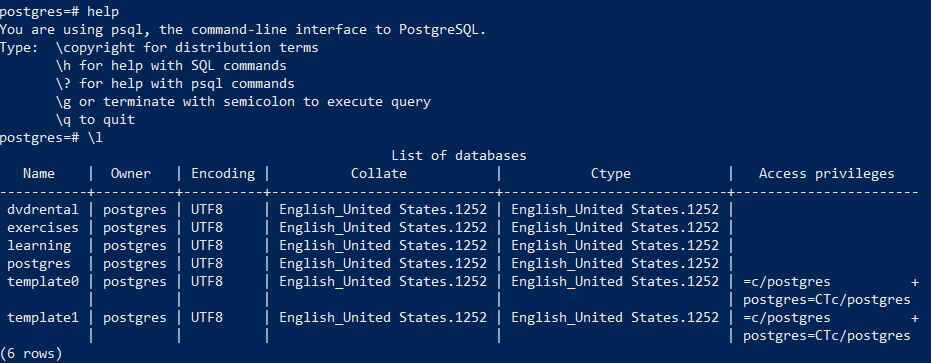 postgres=# help
You are using psql, the command-line interface to PostgreSQL.
Type:  \copyright for distribution terms
       \h for help with SQL commands
       \? for help with psql commands
       \g or terminate with semicolon to execute query
       \q to quit
postgres=# \l
                                                List of databases
   Name    |  Owner   | Encoding |          Collate           |           Ctype            |   Access privileges
-----------+----------+----------+----------------------------+----------------------------+-----------------------
 dvdrental | postgres | UTF8     | English_United States.1252 | English_United States.1252 |
 exercises | postgres | UTF8     | English_United States.1252 | English_United States.1252 |
 learning  | postgres | UTF8     | English_United States.1252 | English_United States.1252 |
 postgres  | postgres | UTF8     | English_United States.1252 | English_United States.1252 |
 template0 | postgres | UTF8     | English_United States.1252 | English_United States.1252 | =c/postgres          +
           |          |          |                            |                            | postgres=CTc/postgres
 template1 | postgres | UTF8     | English_United States.1252 | English_United States.1252 | =c/postgres          +
           |          |          |                            |                            | postgres=CTc/postgres
(6 rows)